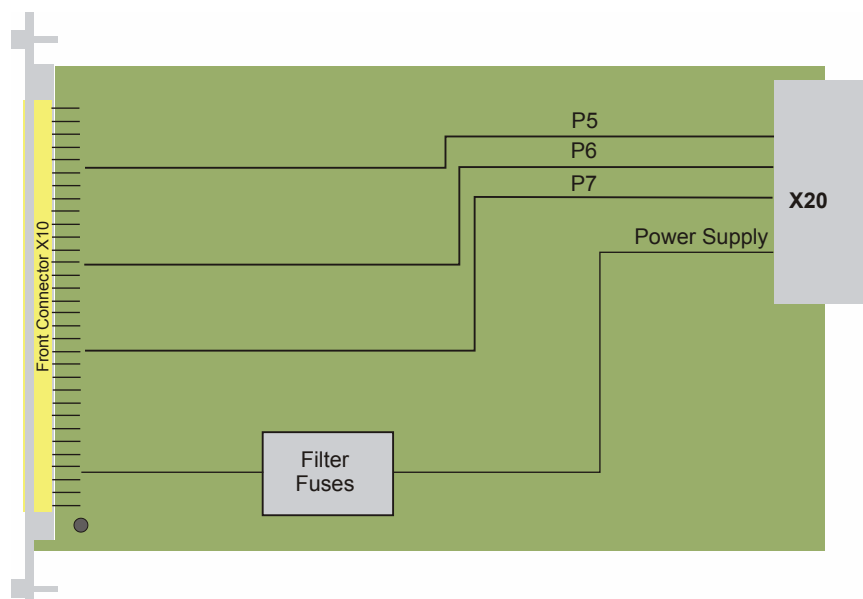 P5
P6
P7
X20
Power Supply
Front Connector X10
Filter
Fuses